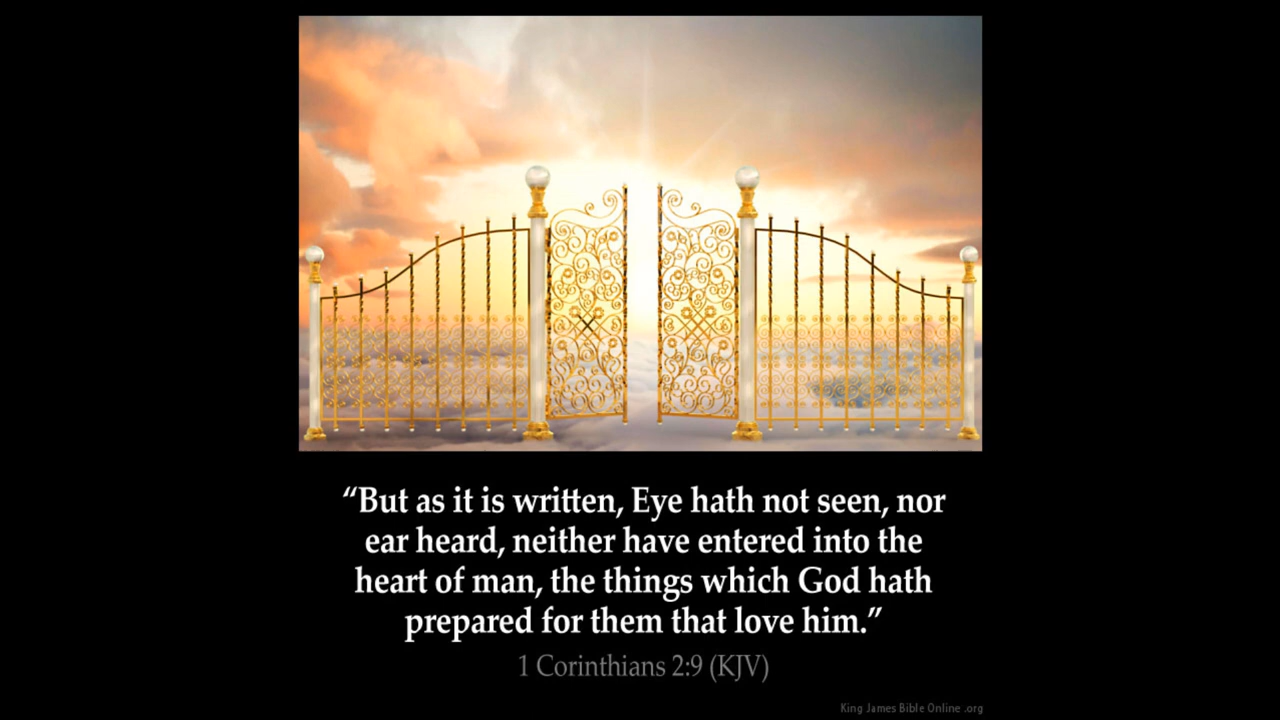 “But as it is written, Eye hath not seen, nor
ear heard, neither have entered into the
heart of man, the things which God hath
prepared for them that love him.”
1 Corinthians 2:9 (KJV)
King James Bible Online .org